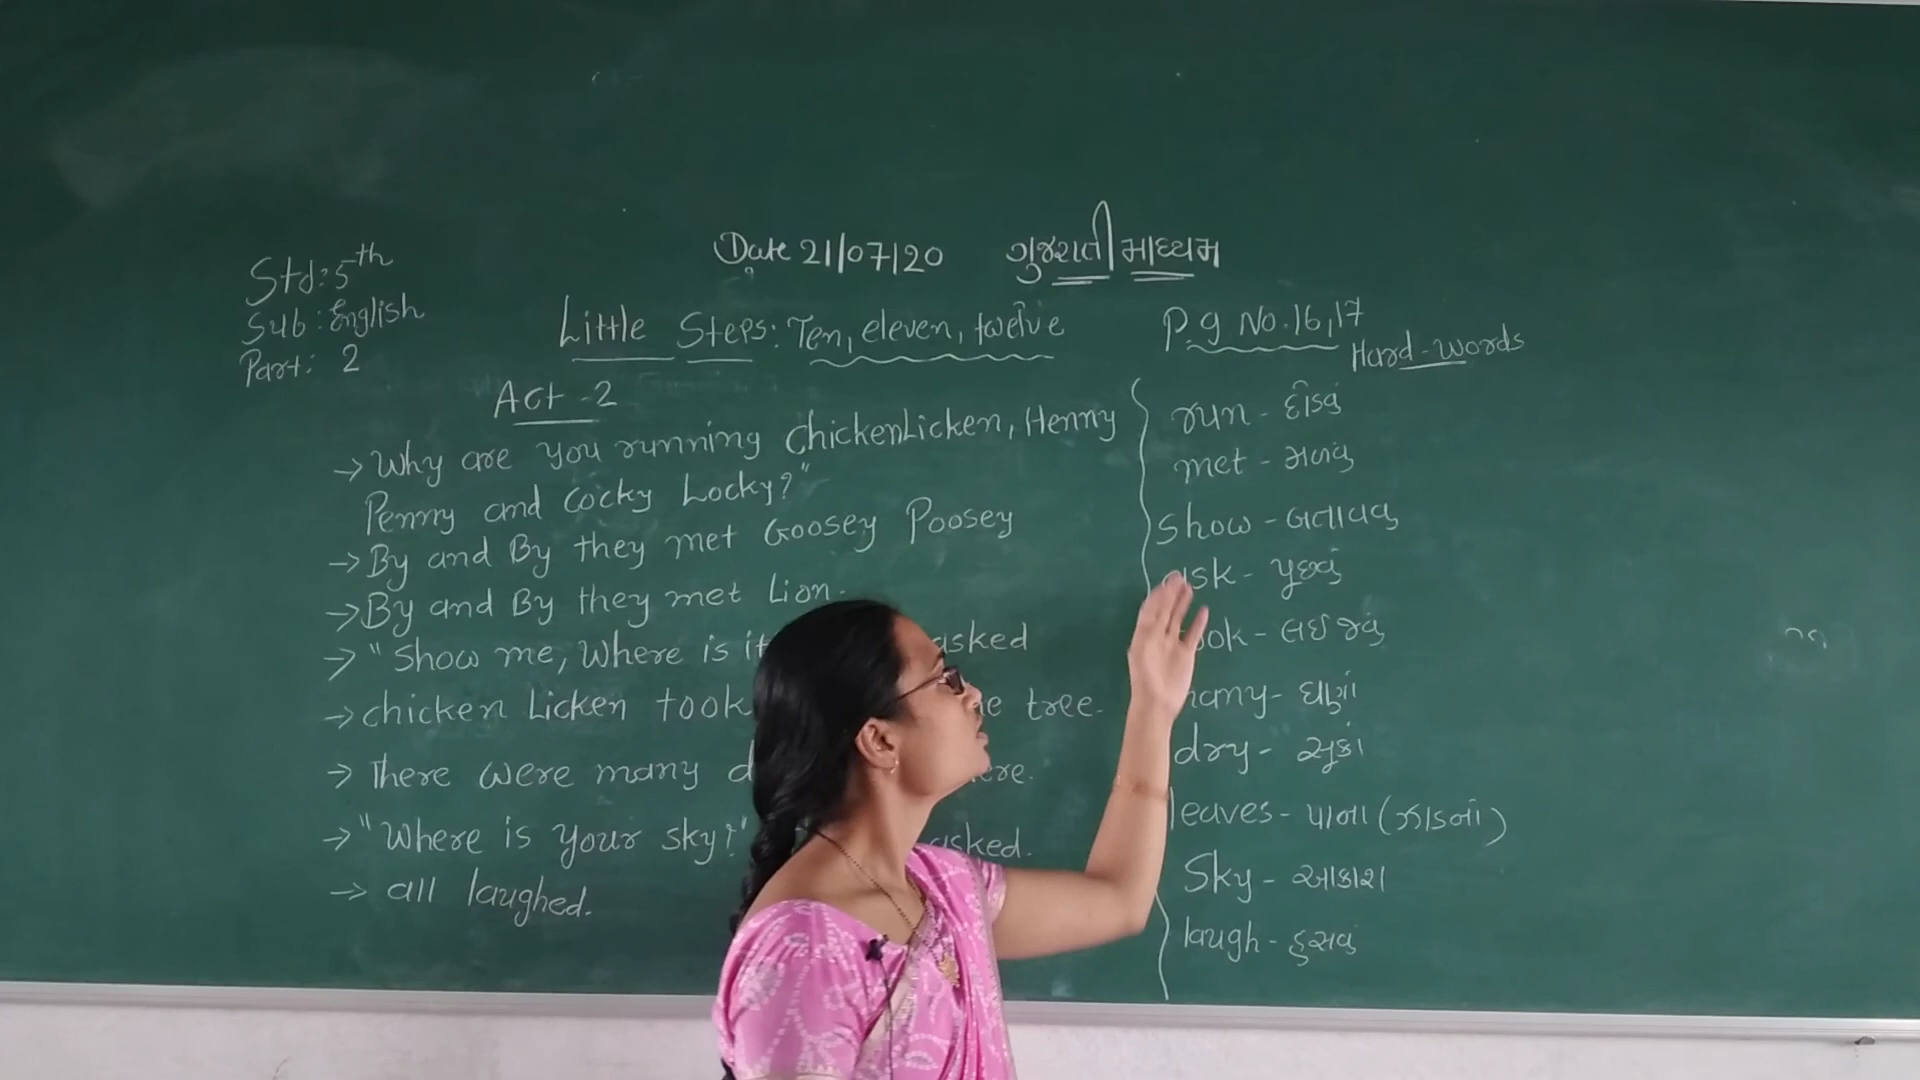 Std: 5th
Sub: English
Part: 2
Date 21/07/20 ગુજરાતી માધ્યમ
Little Steps: Ten, eleven, twelve P.g No. 16,17
Hard-words
Act-2
→ Why are you running chickenLicken, Henny
Penny and Cocky Locky?"
→ By and By they met Goosey Poosey
→ By and By they met Lion.
→ "Show me, Where is it asked
→ chicken Licken took tree.
→ There were many
→ "Where is your sky?" asked.
→ all laughed.
run - દોડવું
met - મળવું
show - બતાવવું
ask - પૂછવું
took - લઇ જવું
many - ઘણાં
dry - સૂકા
leaves - પાના (ઝાડનાં)
Sky - આકાશ
laugh - હસવું